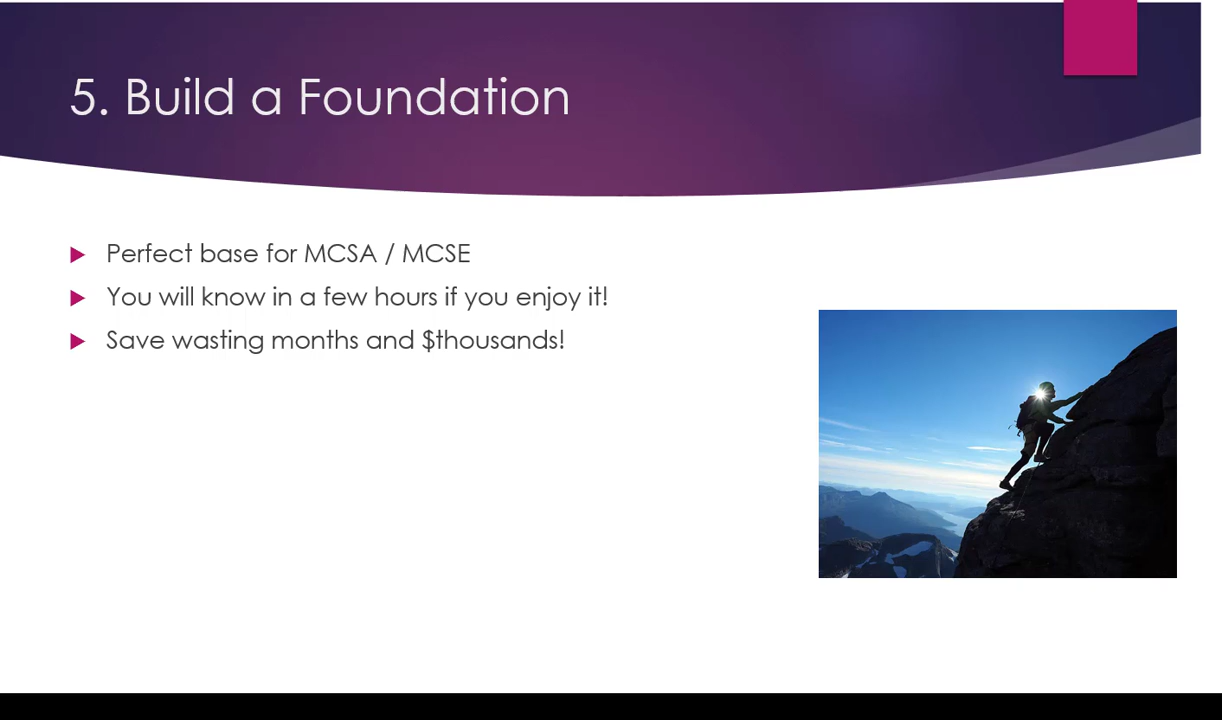 5. Build a Foundation
Perfect base for MCSA / MCSE
You will know in a few hours if you enjoy it!
Save wasting months and $thousands!